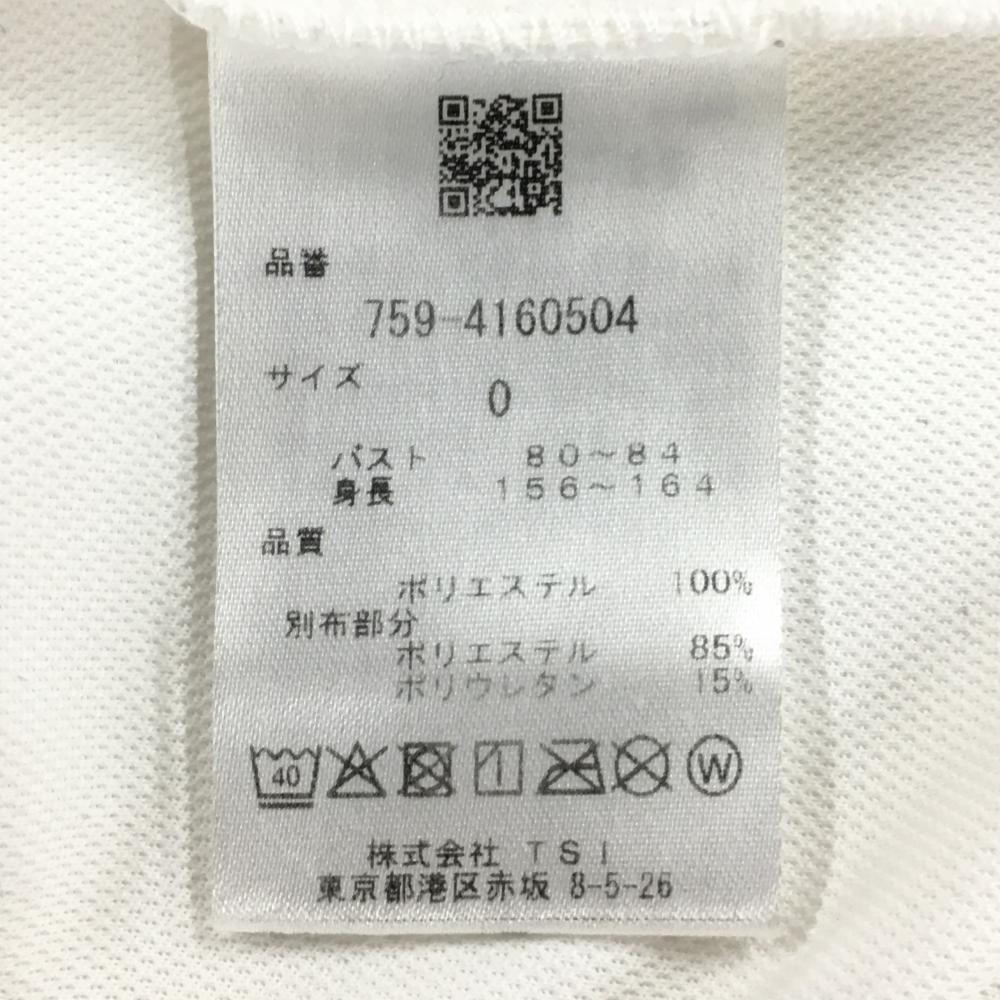 品番
759-4160504
サイズ
0
バスト 80～84
身長 156～164
品質
ポリエステル 100%
別布部分
ポリエステル 85%
ポリウレタン 15%
40 W
株式会社 TSI
東京都港区赤坂 8-5-26